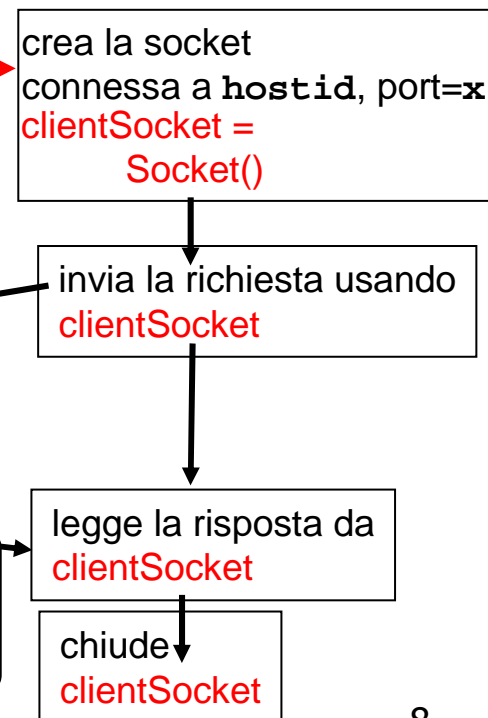 crea la socket
connessa a hostid, port=x
clientSocket =
Socket()
invia la richiesta usando
clientSocket
legge la risposta da
clientSocket
chiude
clientSocket